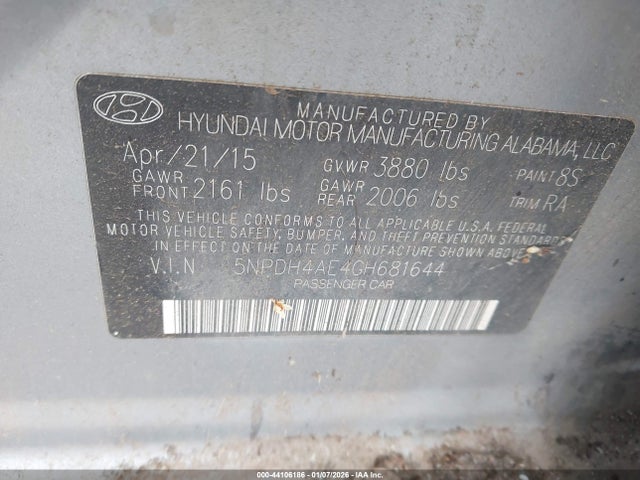 MANUFACTURED BY
HYUNDAI MOTOR MANUFACTURING ALABAMA, LLC
Apr/21/15 GVWR 3880 lbs PAINT 8S
GAWR FRONT 2161 lbs GAWR REAR 2006 lbs TRIM RA
THIS VEHICLE CONFORMS TO ALL APPLICABLE U.S.A. FEDERAL
MOTOR VEHICLE SAFETY, BUMPER, AND THEFT PREVENTION STANDARDS
IN EFFECT ON THE DATE OF MANUFACTURE SHOWN ABOVE.
V.I.N 5NPDH4AE4GH681644
PASSENGER CAR
000-44106186 | 01/07/2026 | IAA Inc.